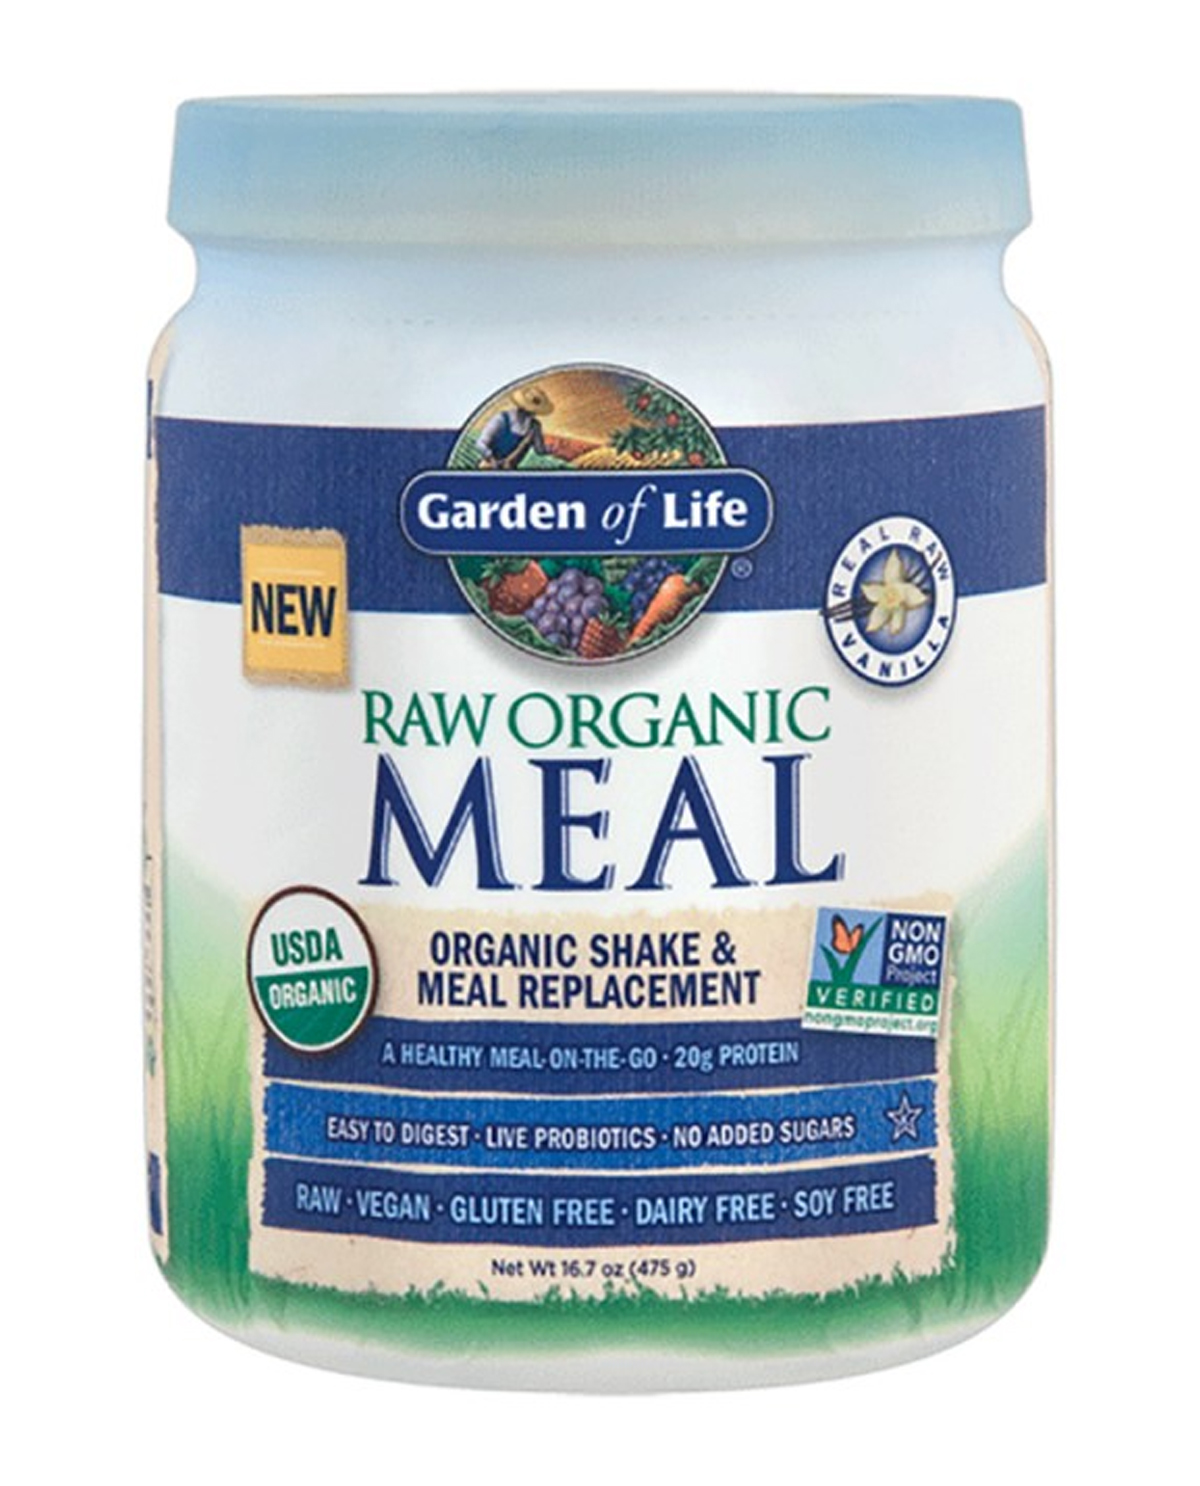 Garden of Life
®
NEW
REAL RAW
VANILLA
RAW ORGANIC
MEAL
USDA
ORGANIC
ORGANIC SHAKE &
MEAL REPLACEMENT
NON
GMO
Project
VERIFIED
nongmoproject.org
A HEALTHY MEAL-ON-THE-GO · 20g PROTEIN
EASY TO DIGEST · LIVE PROBIOTICS · NO ADDED SUGARS
RAW · VEGAN · GLUTEN FREE · DAIRY FREE · SOY FREE
Net Wt 16.7 oz (475 g)